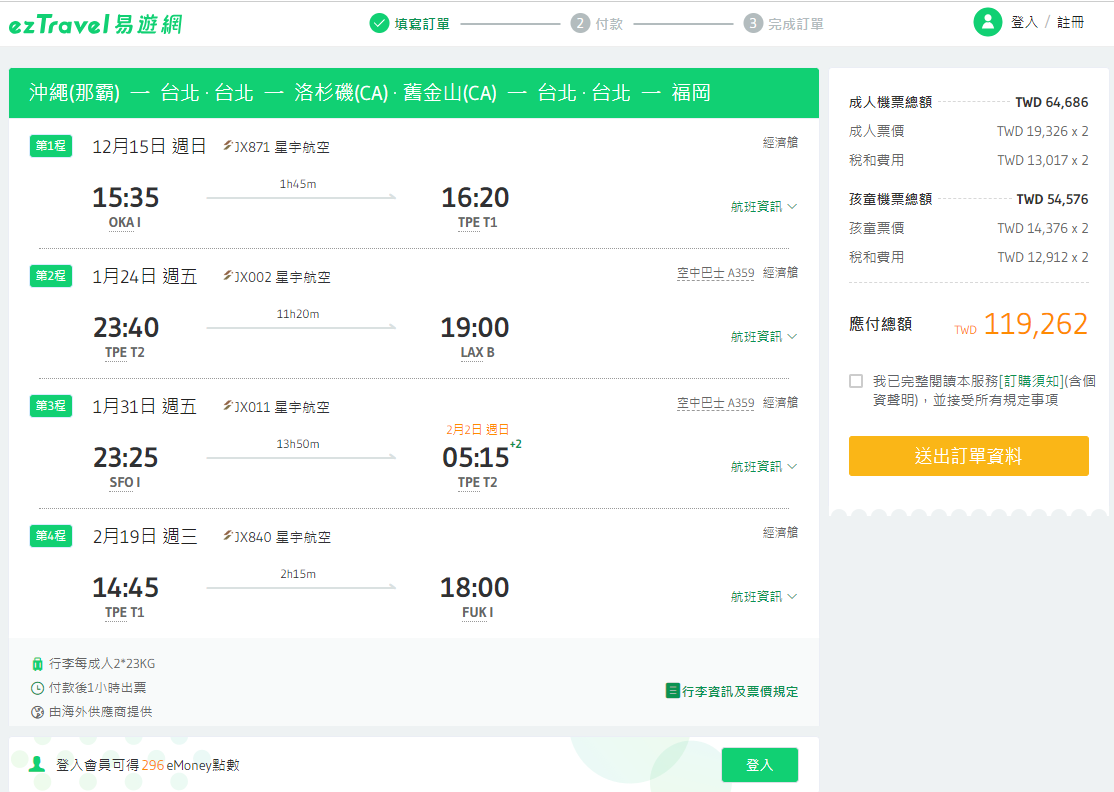 ezTravel易遊網
填寫訂單
2 付款
3 完成訂單
登入 / 註冊
沖繩(那霸) 一 台北 · 台北 一 洛杉磯(CA) · 舊金山(CA) 一 台北 · 台北 一 福岡
第1程 12月15日 週日 JX871 星宇航空 經濟艙
1h45m
15:35 16:20
OKA I TPE T1
航班資訊
第2程 1月24日 週五 JX002 星宇航空 空中巴士 A359 經濟艙
11h20m
23:40 19:00
TPE T2 LAX B
航班資訊
第3程 1月31日 週五 JX011 星宇航空 空中巴士 A359 經濟艙
2月2日 週日
13h50m
23:25 05:15 +2
SFO I TPE T2
航班資訊
第4程 2月19日 週三 JX840 星宇航空 經濟艙
2h15m
14:45 18:00
TPE T1 FUK I
航班資訊
行李每成人2*23KG
付款後1小時出票
由海外供應商提供
行李資訊及票價規定
登入會員可得 296 eMoney點數
登入
成人機票總額 TWD 64,686
成人票價 TWD 19,326 x 2
稅和費用 TWD 13,017 x 2
孩童機票總額 TWD 54,576
孩童票價 TWD 14,376 x 2
稅和費用 TWD 12,912 x 2
應付總額 TWD 119,262
我已完整閱讀本服務[訂購須知](含個
資聲明)，並接受所有規定事項
送出訂單資料